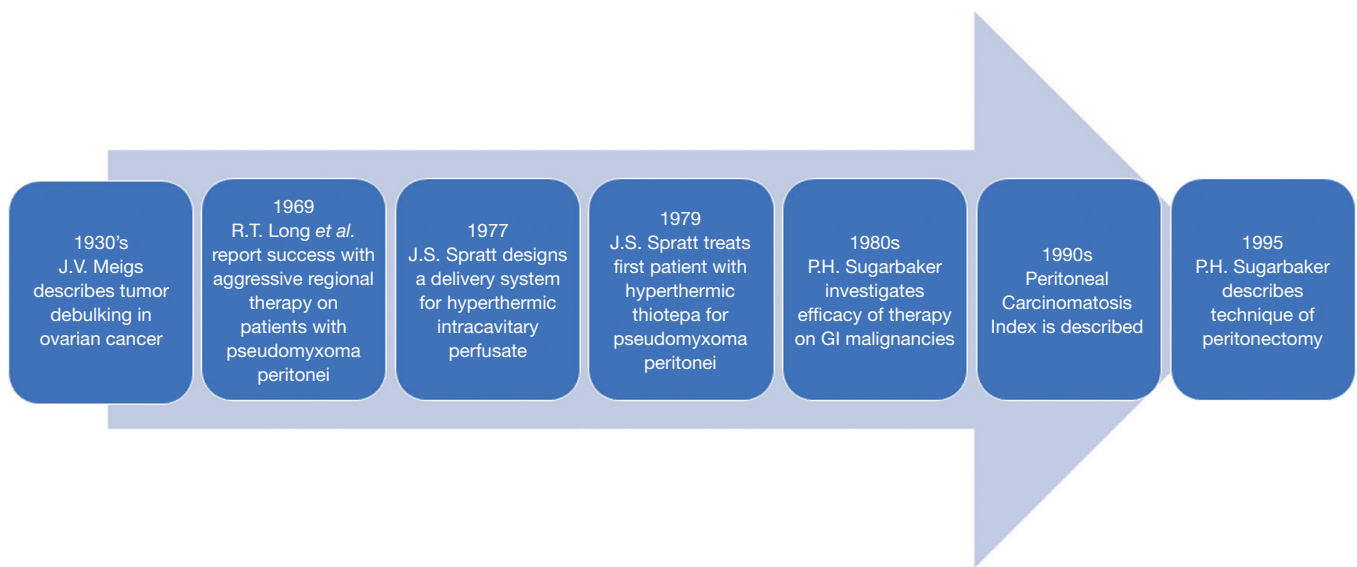 1930's
J.V. Meigs
describes tumor
debulking in
ovarian cancer
1969
R.T. Long et al.
report success with
aggressive regional
therapy on
patients with
pseudomyxoma
peritonei
1977
J.S. Spratt designs
a delivery system
for hyperthermic
intracavitary
perfusate
1979
J.S. Spratt treats
first patient with
hyperthermic
thiotepa for
pseudomyxoma
peritonei
1980s
P.H. Sugarbaker
investigates
efficacy of therapy
on GI malignancies
1990s
Peritoneal
Carcinomatosis
Index is described
1995
P.H. Sugarbaker
describes
technique of
peritonectomy